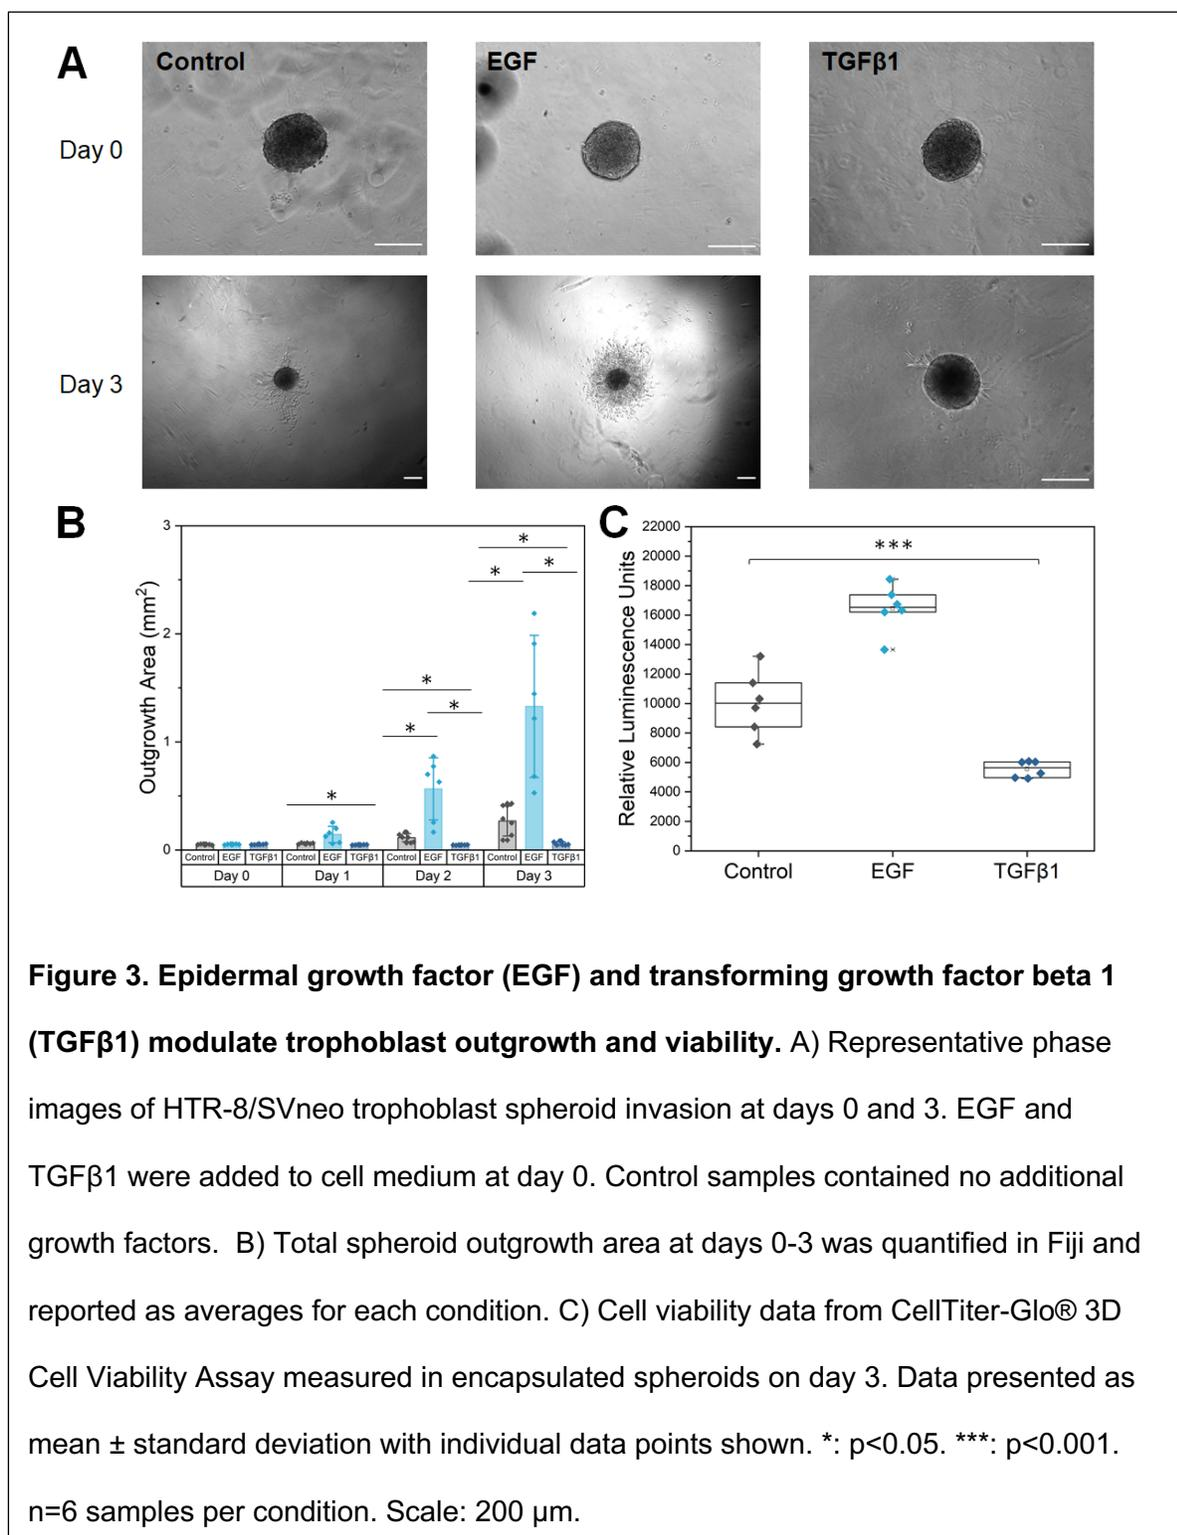 A
Control
EGF
TGFβ1
Day 0
Day 3
B
Outgrowth Area (mm²)
3
2
1
0
*
* *
*
* *
*
Control EGF TGFβ1 Control EGF TGFβ1 Control EGF TGFβ1 Control EGF TGFβ1
Day 0 Day 1 Day 2 Day 3
C
Relative Luminescence Units
22000
20000
18000
16000
14000
12000
10000
8000
6000
4000
2000
0
***
Control EGF TGFβ1
Figure 3. Epidermal growth factor (EGF) and transforming growth factor beta 1
(TGFβ1) modulate trophoblast outgrowth and viability. A) Representative phase
images of HTR-8/SVneo trophoblast spheroid invasion at days 0 and 3. EGF and
TGFβ1 were added to cell medium at day 0. Control samples contained no additional
growth factors.  B) Total spheroid outgrowth area at days 0-3 was quantified in Fiji and
reported as averages for each condition. C) Cell viability data from CellTiter-Glo® 3D
Cell Viability Assay measured in encapsulated spheroids on day 3. Data presented as
mean ± standard deviation with individual data points shown. *: p<0.05. ***: p<0.001.
n=6 samples per condition. Scale: 200 µm.